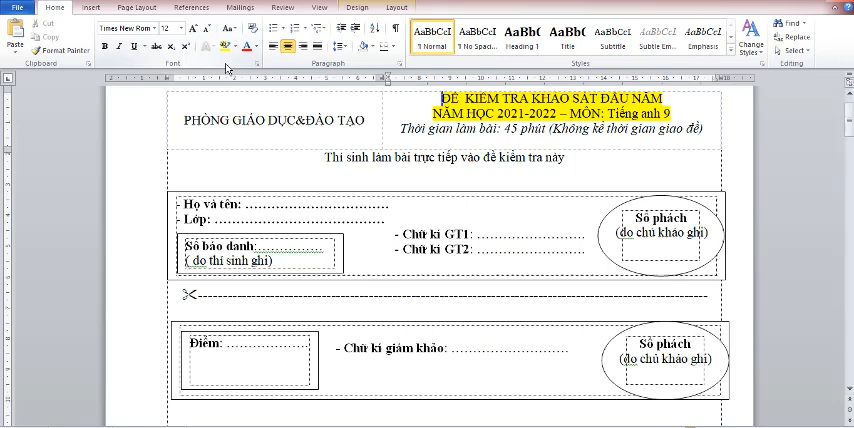 Home Insert Page Layout References Mailings Review View Design Layout
Paste
Cut
Copy
Format Painter
Clipboard
Times New Rom 12
Font
Paragraph
AaBbCcI AaBbCcI AaBbCc AaBbCcI AaBbCcI AaBbCcI AaBbCcI
¶ Normal ¶ No Spaci... Heading 1 Title Subtitle Subtle Em... Emphasis
Styles
Change Styles
Find
Replace
Select
Editing
PHÒNG GIÁO DỤC&ĐÀO TẠO
ĐỀ KIỂM TRA KHẢO SÁT ĐẦU NĂM
NĂM HỌC 2021-2022 – MÔN: Tiếng anh 9
Thời gian làm bài: 45 phút (Không kể thời gian giao đề)
Thí sinh làm bài trực tiếp vào đề kiểm tra này
- Họ và tên: ………………………………
- Lớp: ……………………………………
Số báo danh:………………
( do thí sinh ghi)
- Chữ kí GT1: ………………………
- Chữ kí GT2: ………………………
Số phách
(do chủ khảo ghi)
Điểm: …………………
- Chữ kí giám khảo: …………………………
Số phách
(do chủ khảo ghi)